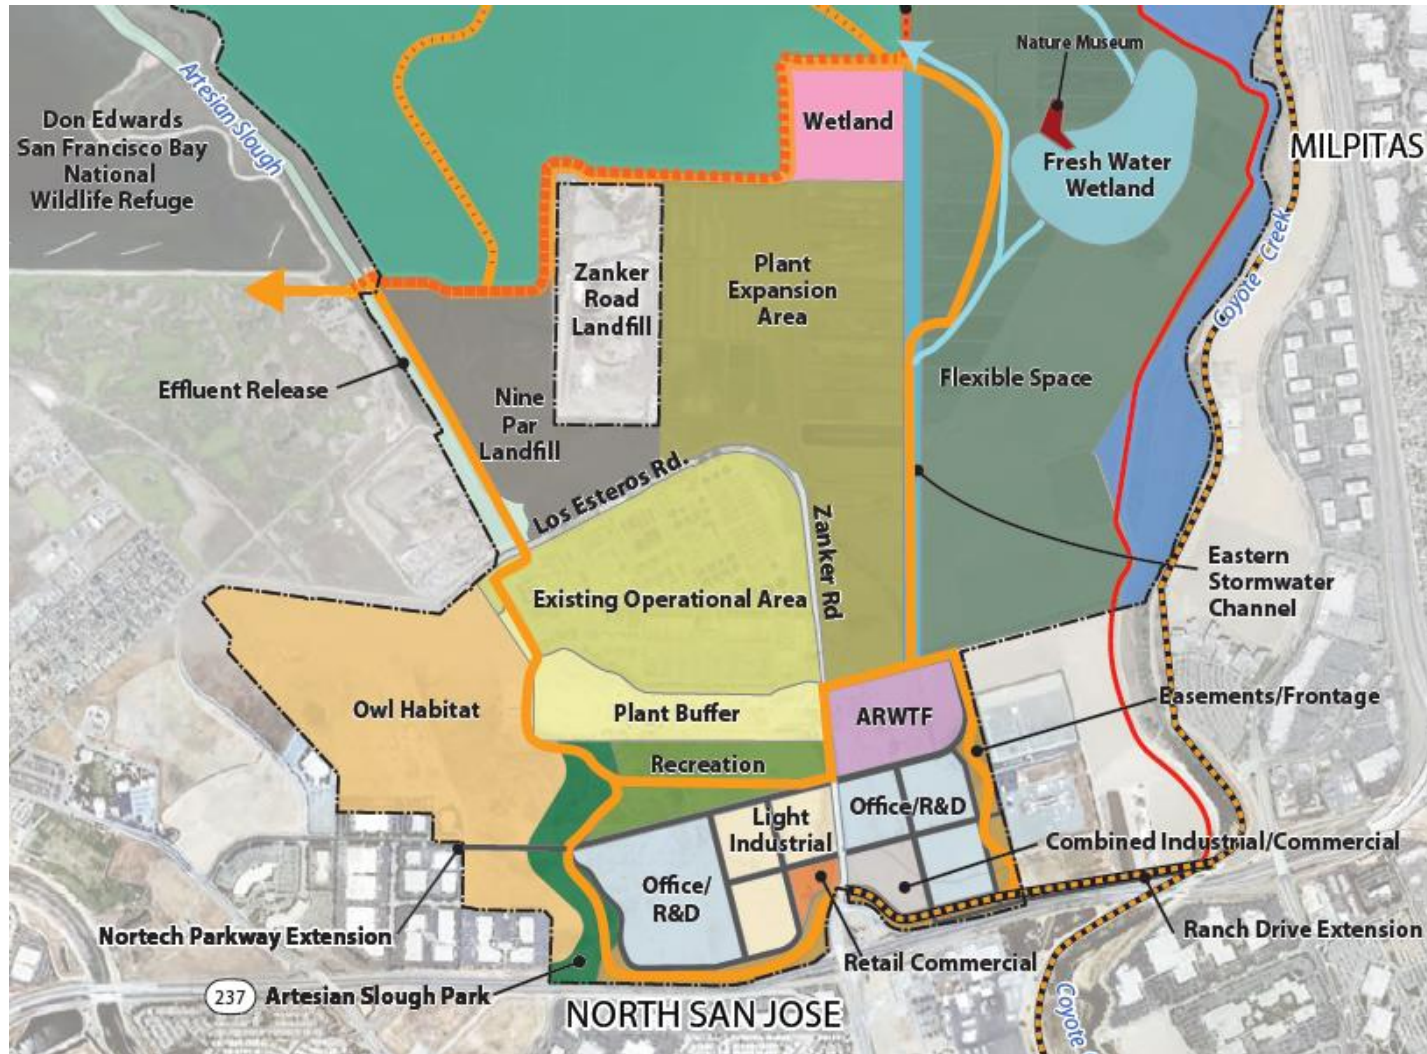 Nature Museum
Artesian Slough
Don Edwards
San Francisco Bay
National
Wildlife Refuge
Wetland
MILPITAS
Fresh Water
Wetland
Coyote Creek
Zanker
Road
Landfill
Plant
Expansion
Area
Effluent Release
Nine
Par
Landfill
Flexible Space
Los Esteros Rd.
Zanker Rd
Eastern
Stormwater
Channel
Existing Operational Area
Owl Habitat
Plant Buffer
ARWTF
Easements/Frontage
Recreation
Light
Industrial
Office/R&D
Combined Industrial/Commercial
Office/
R&D
Nortech Parkway Extension
Ranch Drive Extension
Retail Commercial
237
Artesian Slough Park
NORTH SAN JOSE
Coyote C